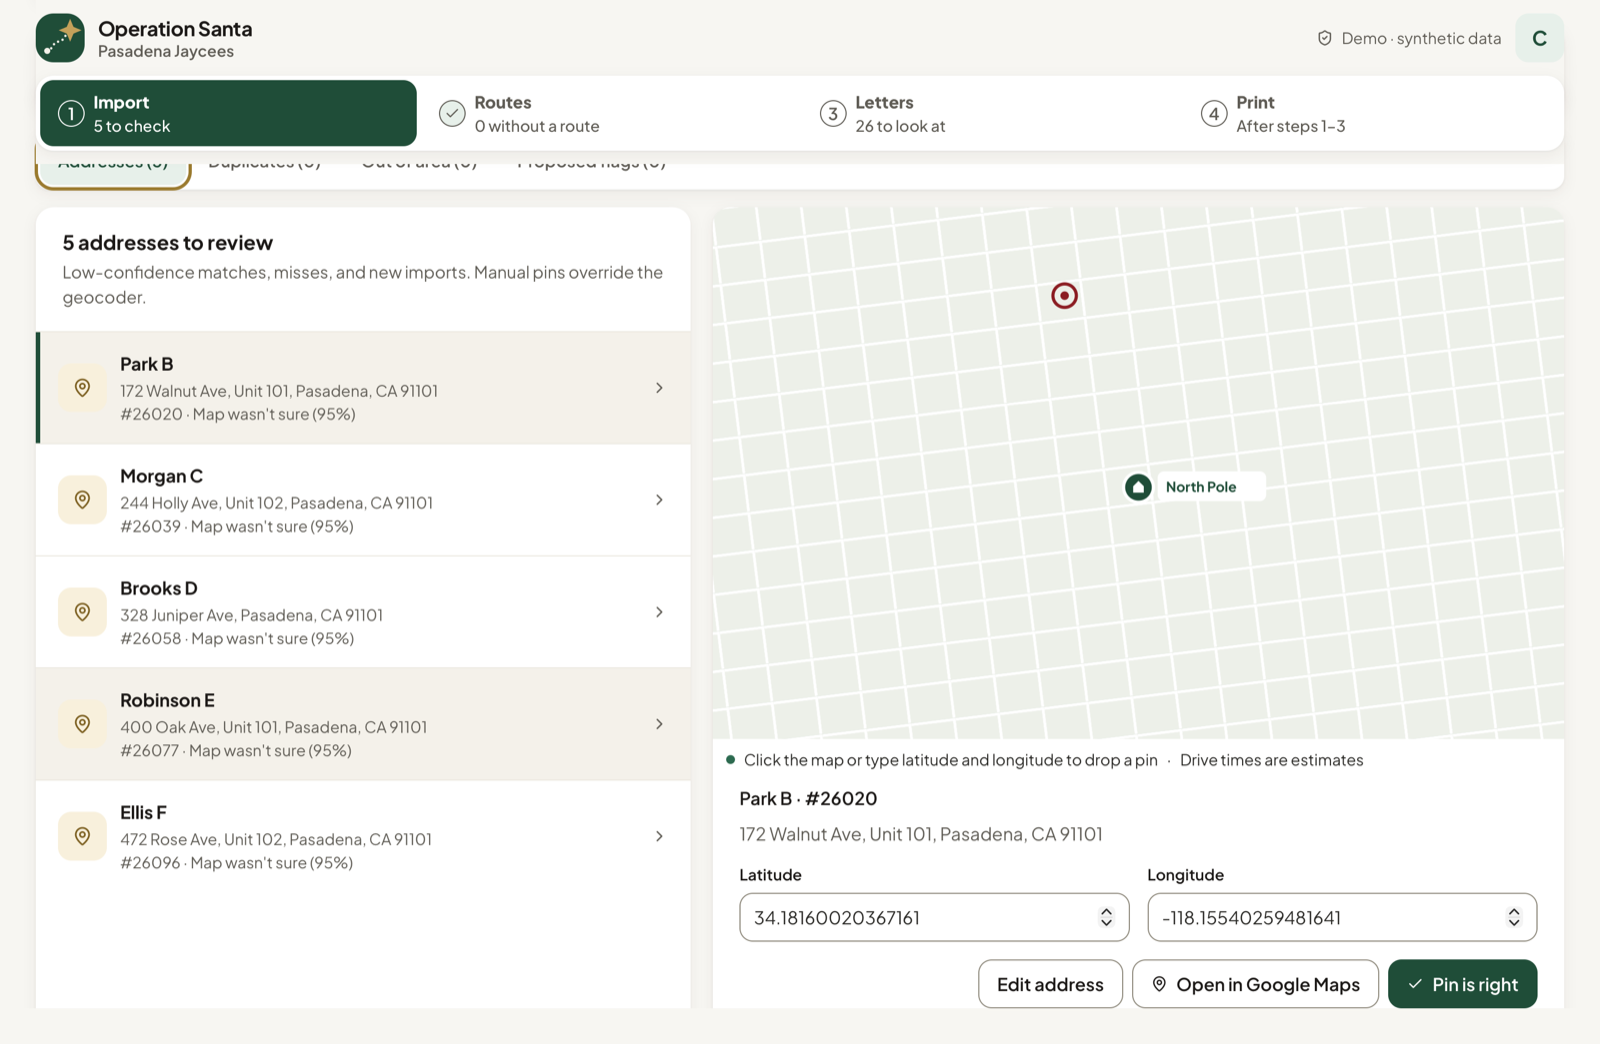 Operation Santa
Pasadena Jaycees
Demo · synthetic data
C
1
Import
5 to check
Routes
0 without a route
3
Letters
26 to look at
4
Print
After steps 1–3
Addresses (5)
5 addresses to review
Low-confidence matches, misses, and new imports. Manual pins override the
geocoder.
Park B
172 Walnut Ave, Unit 101, Pasadena, CA 91101
#26020 · Map wasn't sure (95%)
Morgan C
244 Holly Ave, Unit 102, Pasadena, CA 91101
#26039 · Map wasn't sure (95%)
Brooks D
328 Juniper Ave, Pasadena, CA 91101
#26058 · Map wasn't sure (95%)
Robinson E
400 Oak Ave, Unit 101, Pasadena, CA 91101
#26077 · Map wasn't sure (95%)
Ellis F
472 Rose Ave, Unit 102, Pasadena, CA 91101
#26096 · Map wasn't sure (95%)
North Pole
Click the map or type latitude and longitude to drop a pin · Drive times are estimates
Park B · #26020
172 Walnut Ave, Unit 101, Pasadena, CA 91101
Latitude
Longitude
34.18160020367161
-118.15540259481641
Edit address
Open in Google Maps
Pin is right